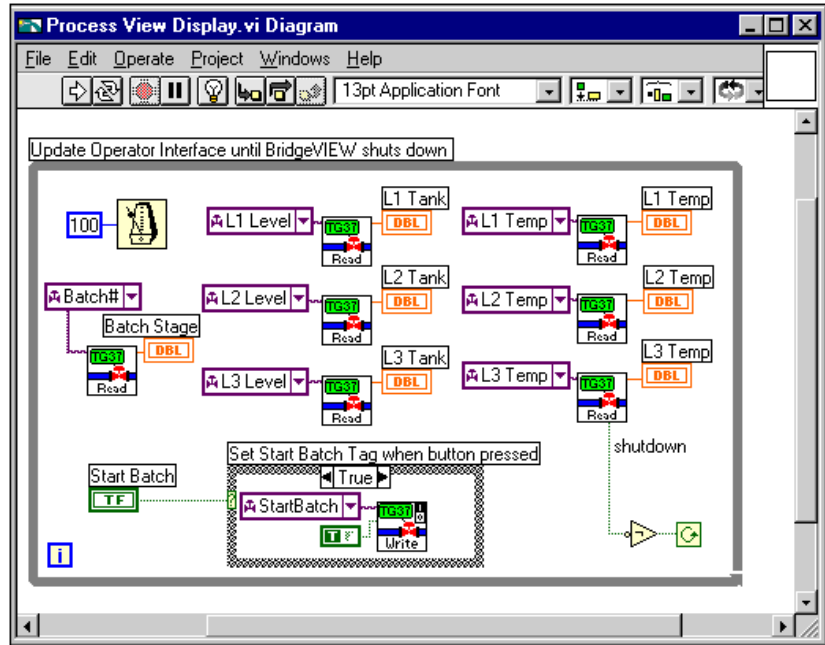 Process View Display.vi Diagram
File Edit Operate Project Windows Help
13pt Application Font
Update Operator Interface until BridgeVIEW shuts down
100
L1 Level
TG37
Read
L1 Tank
DBL
L1 Temp
TG37
Read
L1 Temp
DBL
Batch#
TG37
Read
Batch Stage
DBL
L2 Level
TG37
Read
L2 Tank
DBL
L2 Temp
TG37
Read
L2 Temp
DBL
L3 Level
TG37
Read
L3 Tank
DBL
L3 Temp
TG37
Read
L3 Temp
DBL
shutdown
Start Batch
TF
Set Start Batch Tag when button pressed
True
?
StartBatch
TG37
Write
T
i